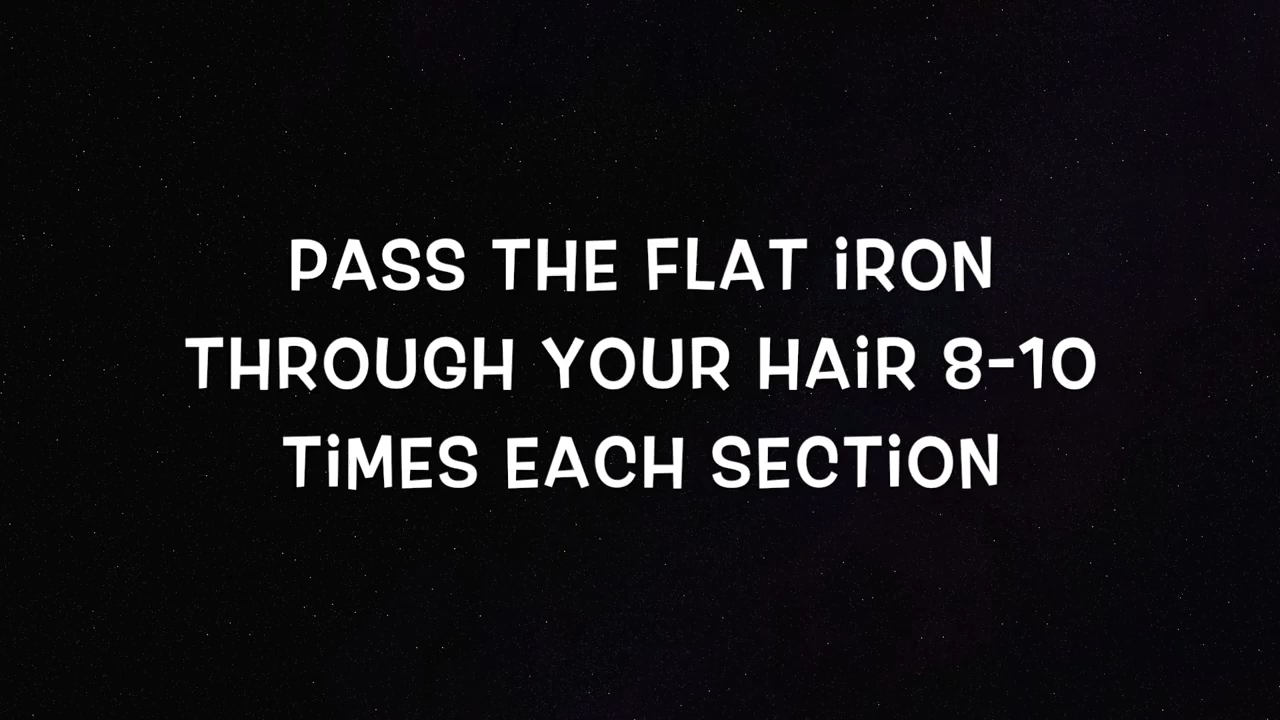 PASS THE FLAT iRON
THROUGH YOUR HAiR 8-10
TiMES EACH SECTiON